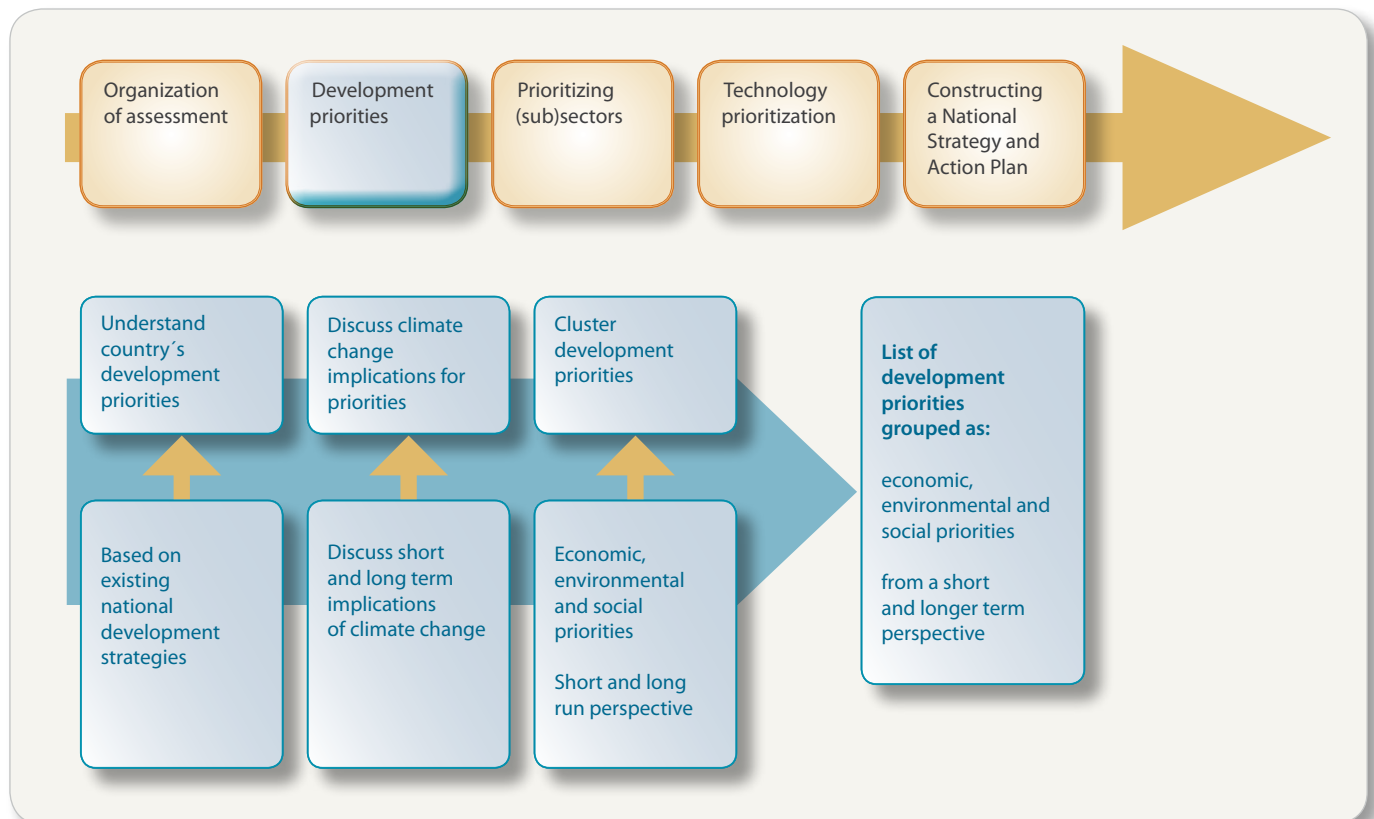 Organization
of assessment
Development
priorities
Prioritizing
(sub)sectors
Technology
prioritization
Constructing
a National
Strategy and
Action Plan
Understand
country´s
development
priorities
Discuss climate
change
implications for
priorities
Cluster
development
priorities
Based on
existing
national
development
strategies
Discuss short
and long term
implications
of climate change
Economic,
environmental
and social
priorities
Short and long
run perspective
List of
development
priorities
grouped as:
economic,
environmental and
social priorities
from a short
and longer term
perspective